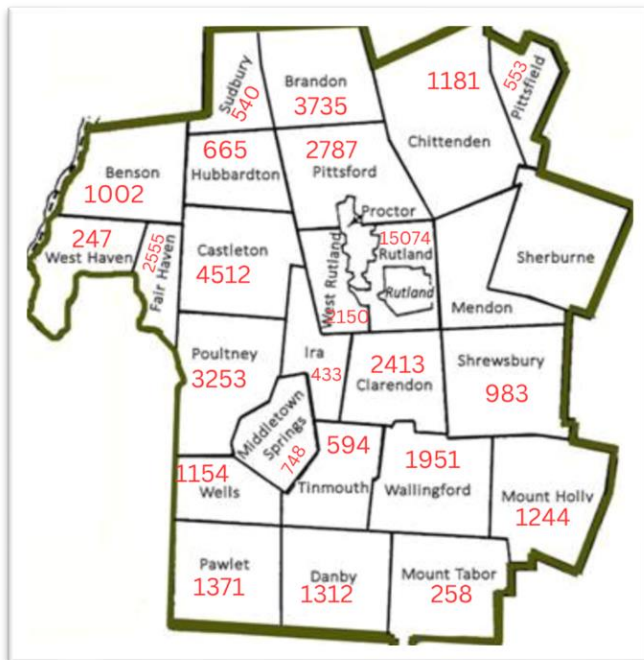 Sudbury
540
Brandon
3735
1181
Chittenden
553
Pittsfield
Benson
1002
665
Hubbardton
2787
Pittsford
Proctor
247
West Haven
2555
Fair Haven
Castleton
4512
West Rutland
2150
15074
Rutland
Rutland
Sherburne
Mendon
Poultney
3253
Ira
433
2413
Clarendon
Shrewsbury
983
Middletown
Springs
748
594
Tinmouth
1951
Wallingford
1154
Wells
Mount Holly
1244
Pawlet
1371
Danby
1312
Mount Tabor
258